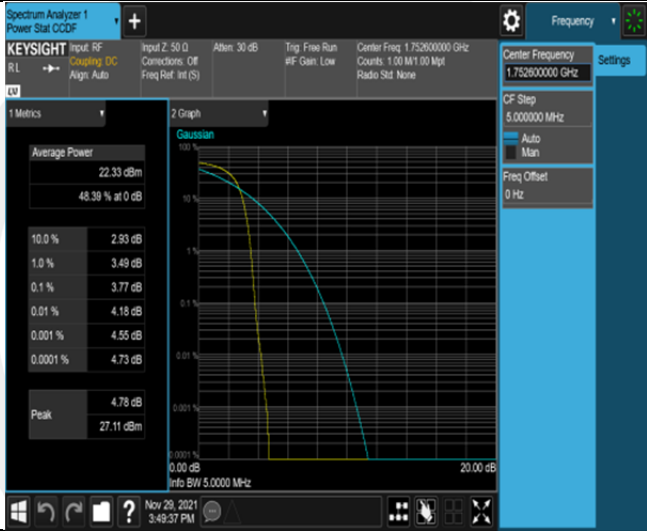 Spectrum Analyzer 1
Power Stat CCDF
+
Frequency
KEYSIGHT
Input: RF
Input Z: 50 Ω
Atten: 30 dB
Trig: Free Run
Center Freq: 1.752600000 GHz
RL
Coupling: DC
Corrections: Off
#IF Gain: Low
Counts: 1.00 M/1.00 Mpt
Align: Auto
Freq Ref: Int (S)
Radio Std: None
LXI
Center Frequency
1.752600000 GHz
Settings
CF Step
5.000000 MHz
Auto
Man
Freq Offset
0 Hz
1 Metrics
Average Power
22.33 dBm
48.39 % at 0 dB
10.0 % 2.93 dB
1.0 % 3.49 dB
0.1 % 3.77 dB
0.01 % 4.18 dB
0.001 % 4.55 dB
0.0001 % 4.73 dB
Peak
4.78 dB
27.11 dBm
2 Graph
Gaussian
100 %
10 %
1 %
0.1 %
0.01 %
0.001 %
0.0001 %
0.00 dB
20.00 dB
Info BW 5.0000 MHz
?
Nov 29, 2021
3:49:37 PM